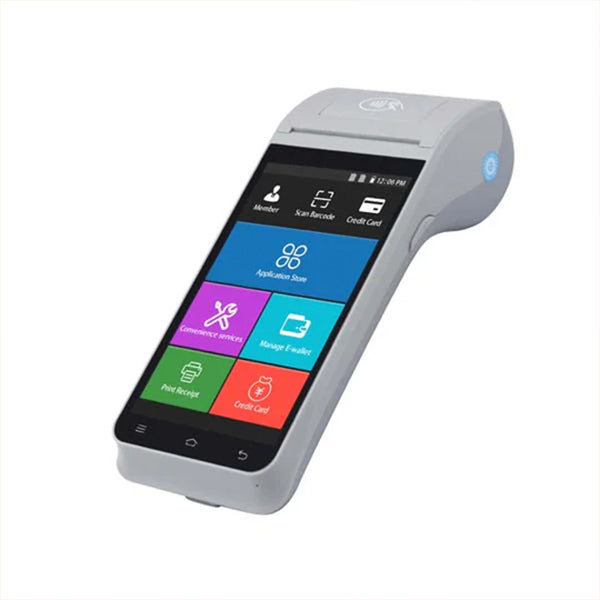 12:06 PM
Member
Scan Barcode
Credit Card
Application Store
Convenience services
Manage E-wallet
Print Receipt
¥
Credit Card